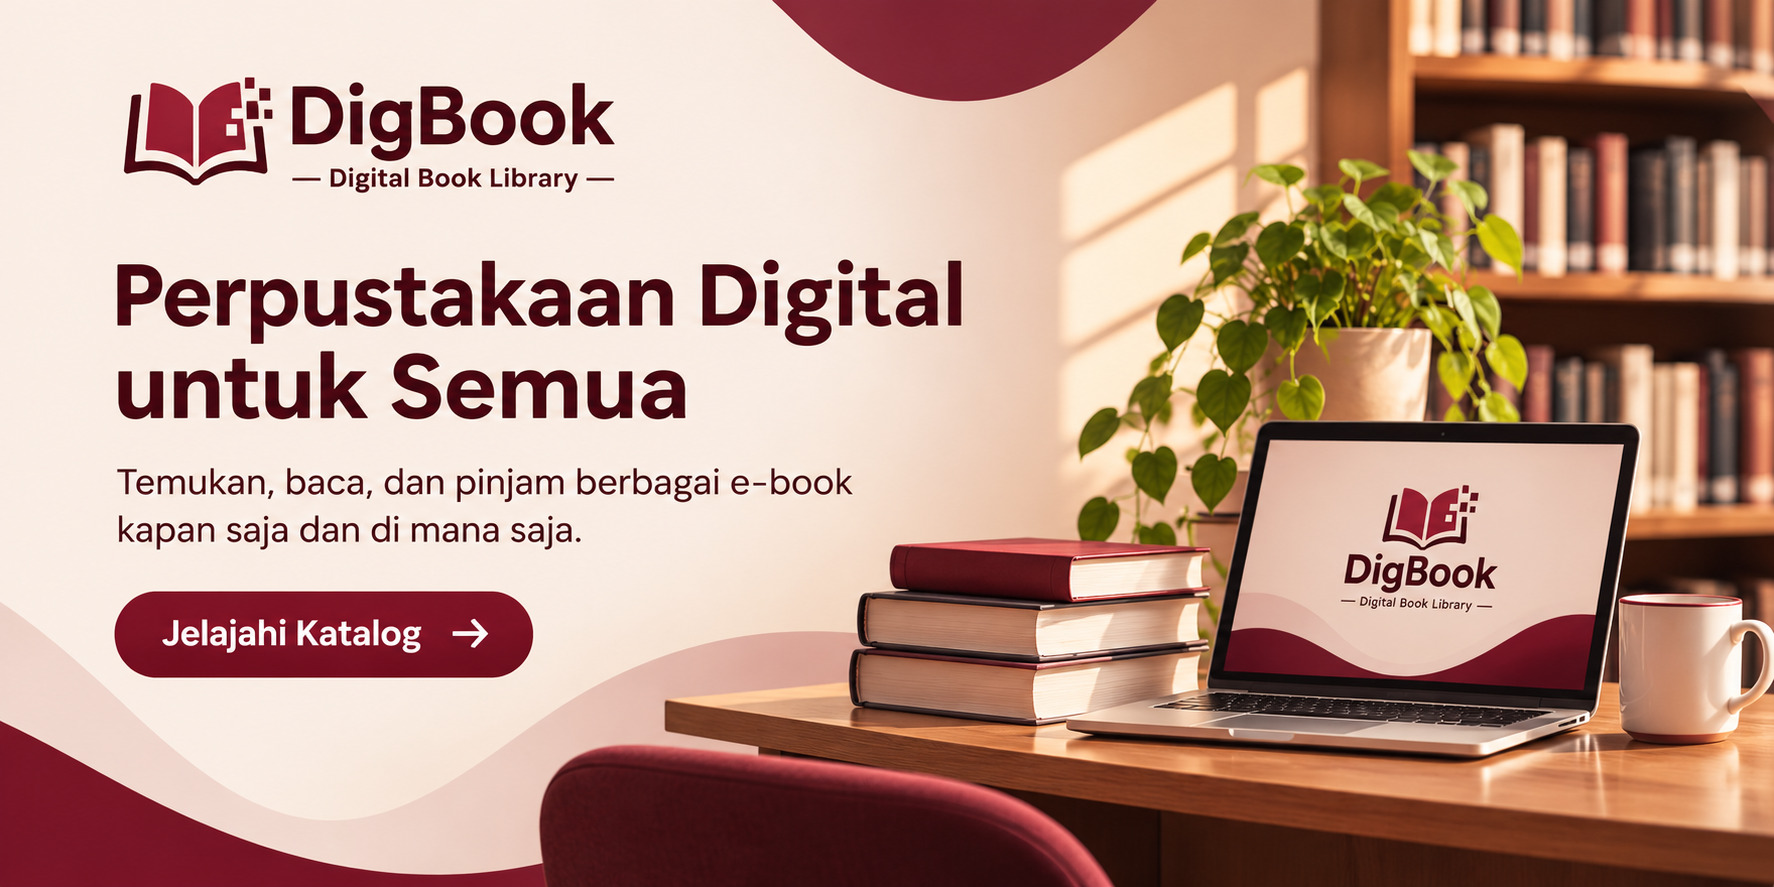 DigBook
— Digital Book Library —
Perpustakaan Digital
untuk Semua
Temukan, baca, dan pinjam berbagai e-book
kapan saja dan di mana saja.
Jelajahi Katalog →
DigBook
— Digital Book Library —